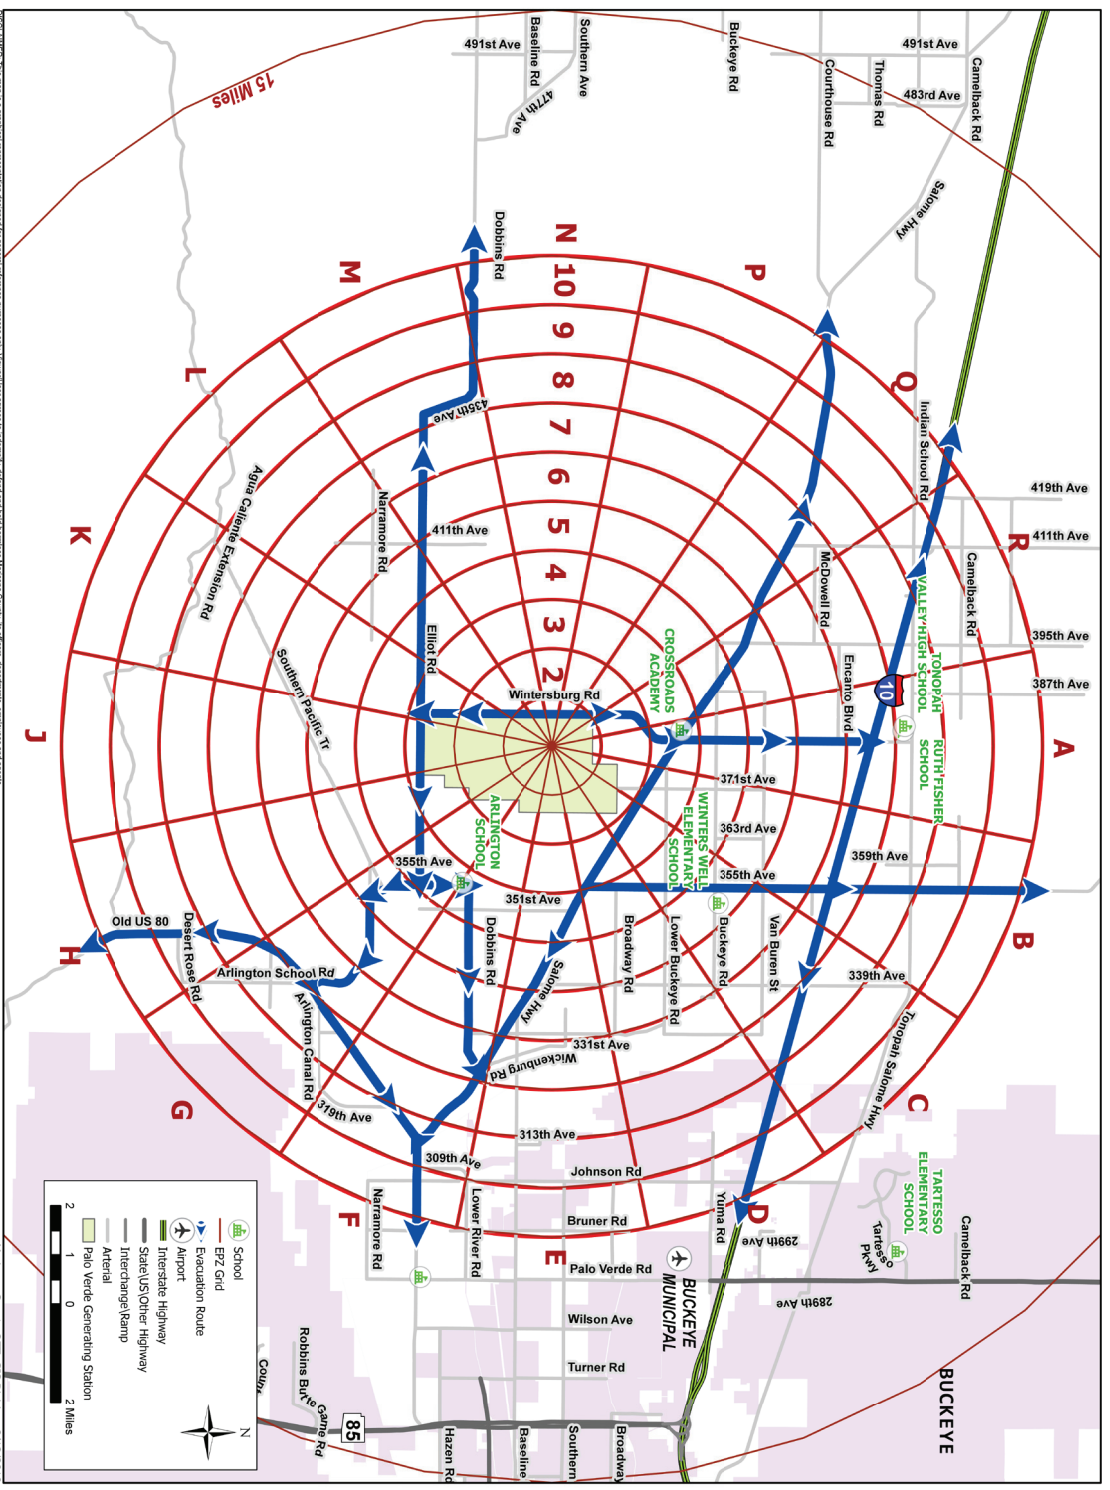 491st Ave
Baseline Rd
Southern Ave
477th Ave
Buckeye Rd
Courthouse Rd
Thomas Rd
491st Ave
483rd Ave
Camelback Rd
15 Miles
Salome Hwy
Dobbins Rd
N
M
P
L
Q
K
R
J
A
H
B
G
C
F
D
E
10
9
8
7
6
5
4
3
2
435th Ave
Indian School Rd
419th Ave
411th Ave
Camelback Rd
395th Ave
387th Ave
Agua Caliente Extension Rd
Narramore Rd
411th Ave
McDowell Rd
Elliot Rd
Encanto Blvd
10
VALLEY HIGH SCHOOL
TONOPAH
CROSSROADS
ACADEMY
Wintersburg Rd
Southern Pacific Tr
RUTH FISHER
SCHOOL
371st Ave
WINTERS WELL
ELEMENTARY
SCHOOL
363rd Ave
359th Ave
355th Ave
ARLINGTON
SCHOOL
355th Ave
351st Ave
Old US 80
Desert Rose Rd
Arlington School Rd
Arlington Canal Rd
Dobbins Rd
Salome Hwy
Broadway Rd
Lower Buckeye Rd
Buckeye Rd
Van Buren St
339th Ave
331st Ave
Wickenburg Rd
Tonopah Salome Hwy
319th Ave
313th Ave
309th Ave
Johnson Rd
Narramore Rd
Lower River Rd
Bruner Rd
Yuma Rd
299th Ave
289th Ave
TARTESSO
ELEMENTARY
SCHOOL
Tartesso
Pkwy
Camelback Rd
Palo Verde Rd
BUCKEYE
MUNICIPAL
Wilson Ave
Turner Rd
BUCKEYE
Robbins Butte Game Rd
85
Hazen Rd
Baseline
Southern
Broadway
School
EPZ Grid
Evacuation Route
Airport
Interstate Highway
State\US\Other Highway
Interchange\Ramp
Arterial
Palo Verde Generating Station
2 1 0 2 Miles
N